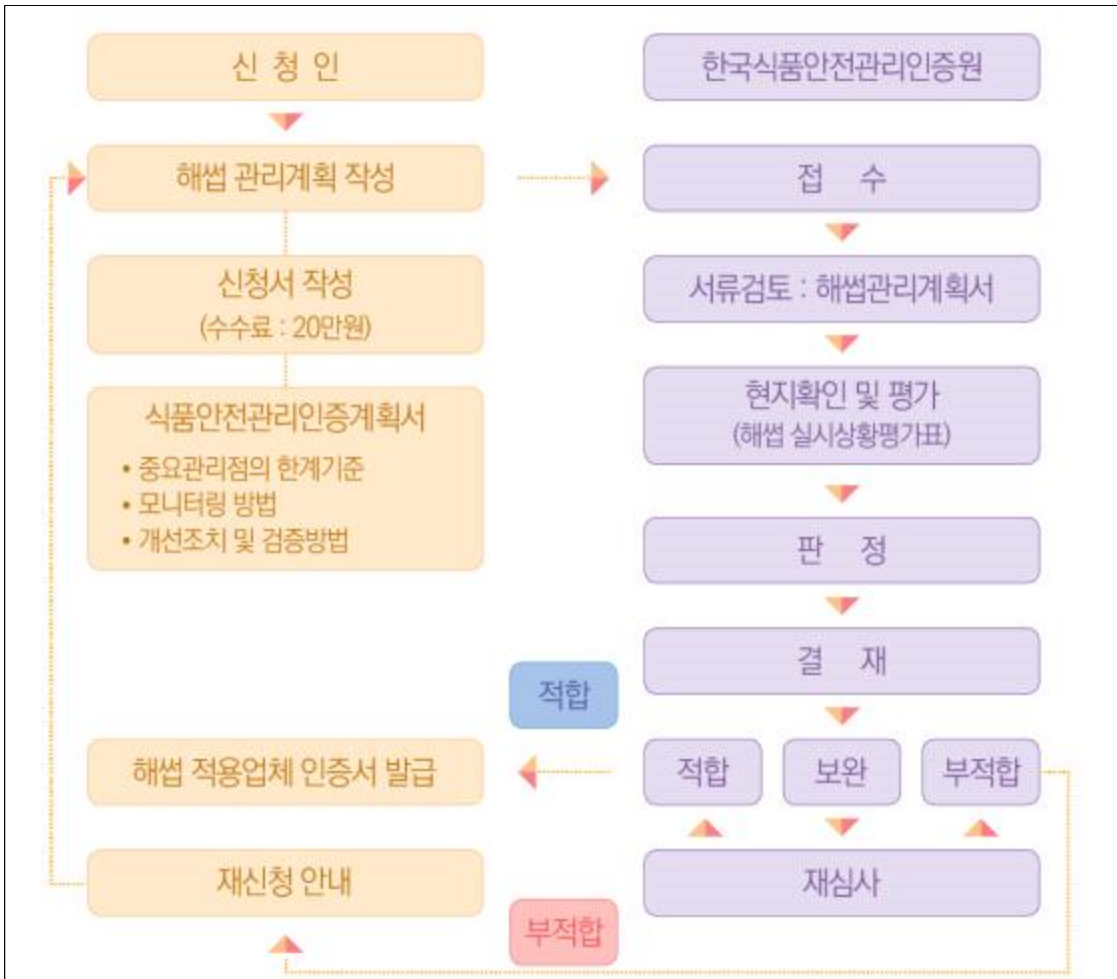 신 청 인
해썹 관리계획 작성
신청서 작성
(수수료 : 20만원)
식품안전관리인증계획서
• 중요관리점의 한계기준
• 모니터링 방법
• 개선조치 및 검증방법
해썹 적용업체 인증서 발급
재신청 안내
적합
부적합
한국식품안전관리인증원
접 수
서류검토 : 해썹관리계획서
현지확인 및 평가
(해썹 실시상황평가표)
판 정
결 재
적합
보완
부적합
재심사